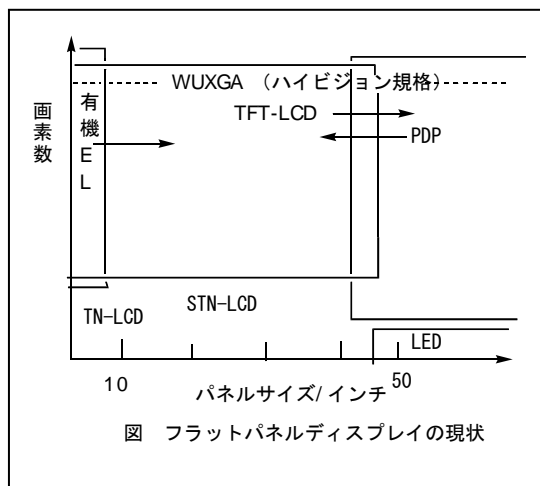 WUXGA （ハイビジョン規格）
画素数
有機EL
TFT-LCD
PDP
TN-LCD
STN-LCD
LED
10
50
パネルサイズ/インチ
図　フラットパネルディスプレイの現状